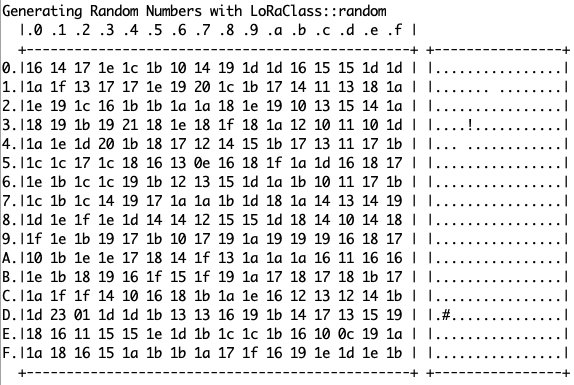 Generating Random Numbers with LoRaClass::random
  |.0 .1 .2 .3 .4 .5 .6 .7 .8 .9 .a .b .c .d .e .f |
  +------------------------------------------------+ +----------------+
0.|16 14 17 1e 1c 1b 10 14 19 1d 1d 16 15 15 1d 1d | |................|
1.|1a 1f 13 17 17 1e 19 20 1c 1b 17 14 11 13 18 1a | |....... ........|
2.|1e 19 1c 16 1b 1b 1a 1a 18 1e 19 10 13 15 14 1a | |................|
3.|18 19 1b 19 21 18 1e 18 1f 18 1a 12 10 11 10 1d | |....!...........|
4.|1a 1e 1d 20 1b 18 17 12 14 15 1b 17 13 11 17 1b | |... ............|
5.|1c 1c 17 1c 18 16 13 0e 16 18 1f 1a 1d 16 18 17 | |................|
6.|1e 1b 1c 1c 19 1b 12 13 15 1d 1a 1b 10 11 17 1b | |................|
7.|1c 1b 1c 14 19 17 1a 1a 1b 1d 18 1a 14 13 14 19 | |................|
8.|1d 1e 1f 1e 1d 14 14 12 15 15 1d 18 14 10 14 18 | |................|
9.|1f 1e 1b 19 17 1b 10 17 19 1a 19 19 19 16 18 17 | |................|
A.|10 1b 1e 1e 17 18 14 1f 13 1a 1a 1a 16 11 16 16 | |................|
B.|1e 1b 18 19 16 1f 15 1f 19 1a 17 18 17 18 1b 17 | |................|
C.|1a 1f 1f 14 10 16 18 1b 1a 1e 16 12 13 12 14 1b | |................|
D.|1d 23 01 1d 1d 1b 13 13 16 19 1b 14 17 13 15 19 | |.#..............|
E.|18 16 11 15 15 1e 1d 1b 1c 1c 1b 16 10 0c 19 1a | |................|
F.|1a 18 16 15 1a 1b 1b 1a 17 1f 16 19 1e 1d 1e 1b | |................|
  +------------------------------------------------+ +----------------+